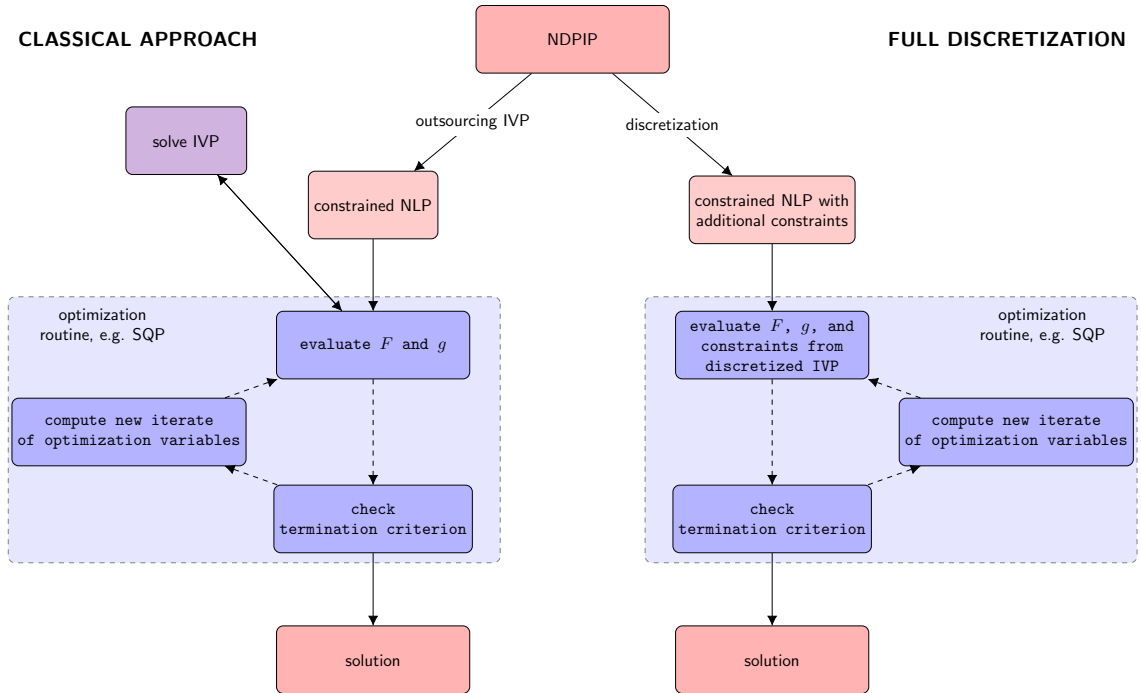 CLASSICAL APPROACH
NDPIP
FULL DISCRETIZATION
outsourcing IVP
discretization
solve IVP
constrained NLP
constrained NLP with
additional constraints
optimization
routine, e.g. SQP
evaluate F and g
compute new iterate
of optimization variables
check
termination criterion
solution
evaluate F, g, and
constraints from
discretized IVP
optimization
routine, e.g. SQP
compute new iterate
of optimization variables
check
termination criterion
solution